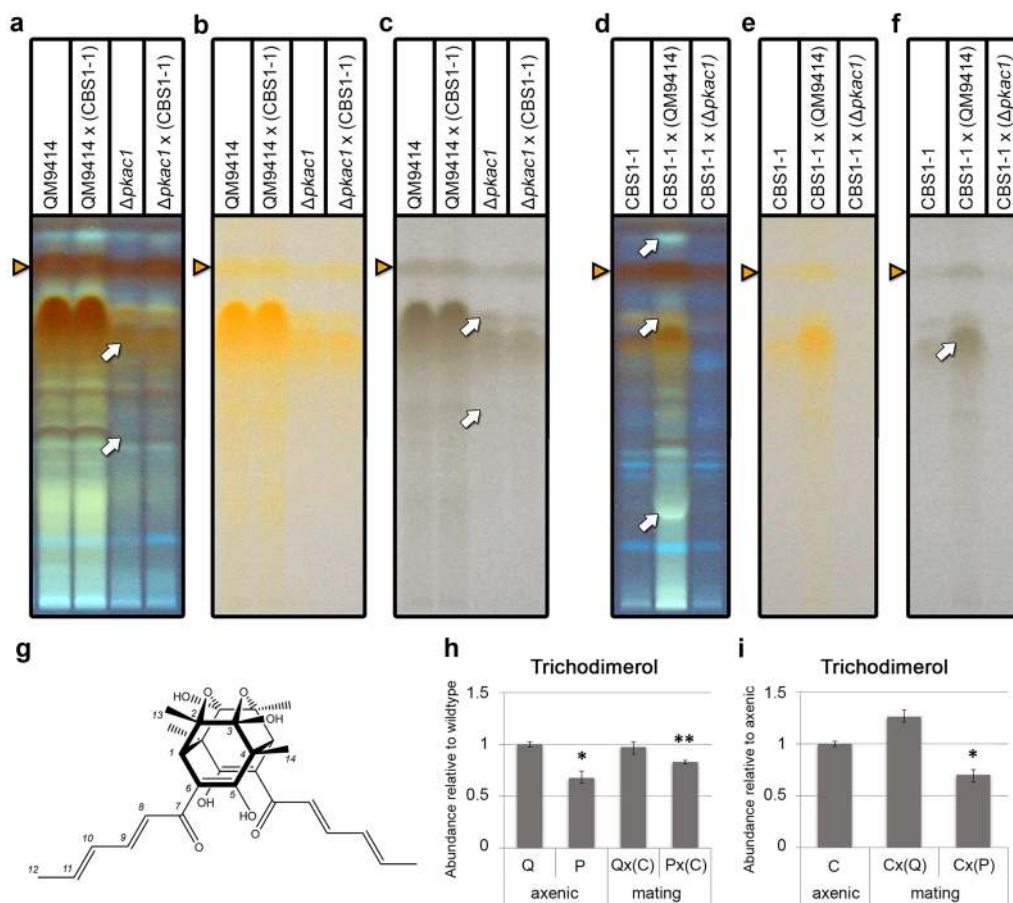 a
b
c
d
e
f
QM9414
QM9414 x (CBS1-1)
Δpkac1
Δpkac1 x (CBS1-1)
QM9414
QM9414 x (CBS1-1)
Δpkac1
Δpkac1 x (CBS1-1)
QM9414
QM9414 x (CBS1-1)
Δpkac1
Δpkac1 x (CBS1-1)
CBS1-1
CBS1-1 x (QM9414)
CBS1-1 x (Δpkac1)
CBS1-1
CBS1-1 x (QM9414)
CBS1-1 x (Δpkac1)
CBS1-1
CBS1-1 x (QM9414)
CBS1-1 x (Δpkac1)
g
HO
O
O
OH
13
2
3
1
4
14
6
5
OH
HO
7
8
O
O
9
10
11
12
h
Trichodimerol
Abundance relative to wildtype
1.5
1
0.5
0
*
**
Q
P
Qx(C)
Px(C)
axenic
mating
i
Trichodimerol
Abundance relative to axenic
1.5
1
0.5
0
*
C
Cx(Q)
Cx(P)
axenic
mating